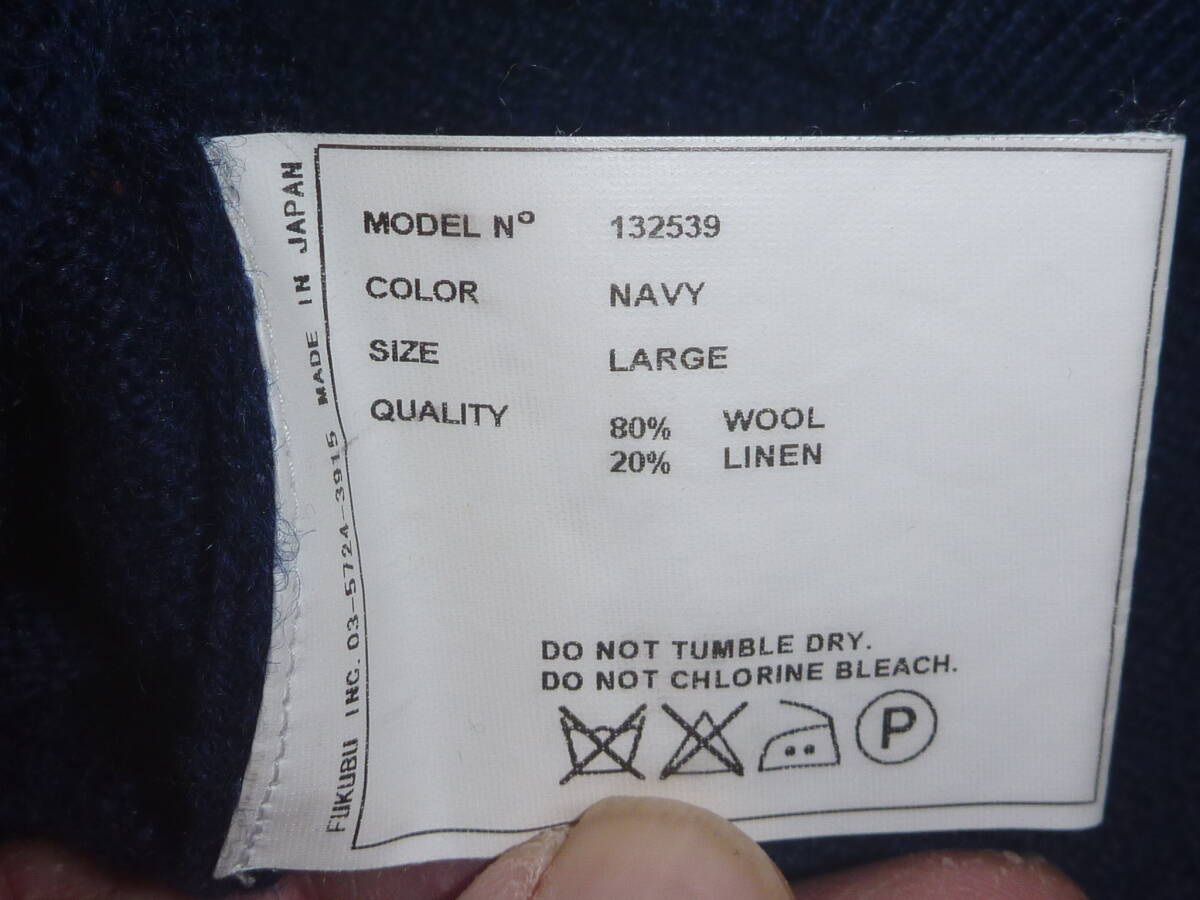 MODEL Nº 132539
COLOR NAVY
SIZE LARGE
QUALITY 80% WOOL
20% LINEN
DO NOT TUMBLE DRY.
DO NOT CHLORINE BLEACH.
P
FUKUBU INC. 03-5724-3915 MADE IN JAPAN